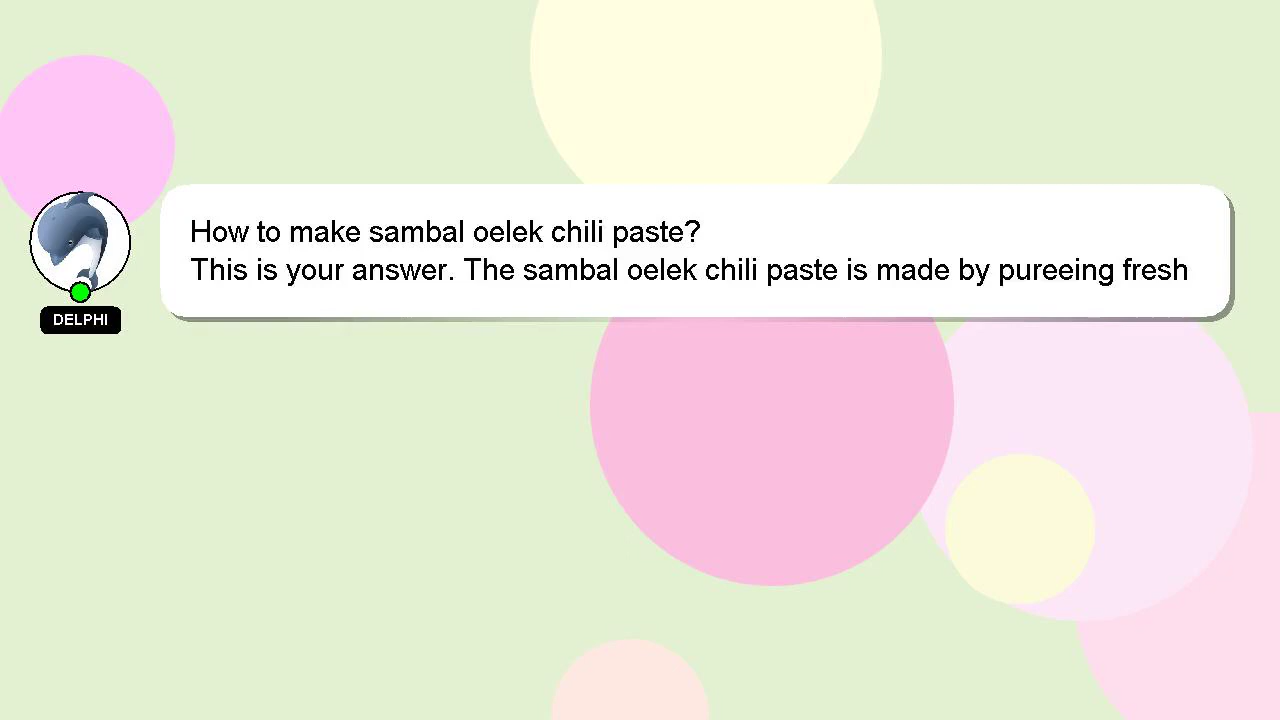 How to make sambal oelek chili paste?
This is your answer. The sambal oelek chili paste is made by pureeing fresh
DELPHI